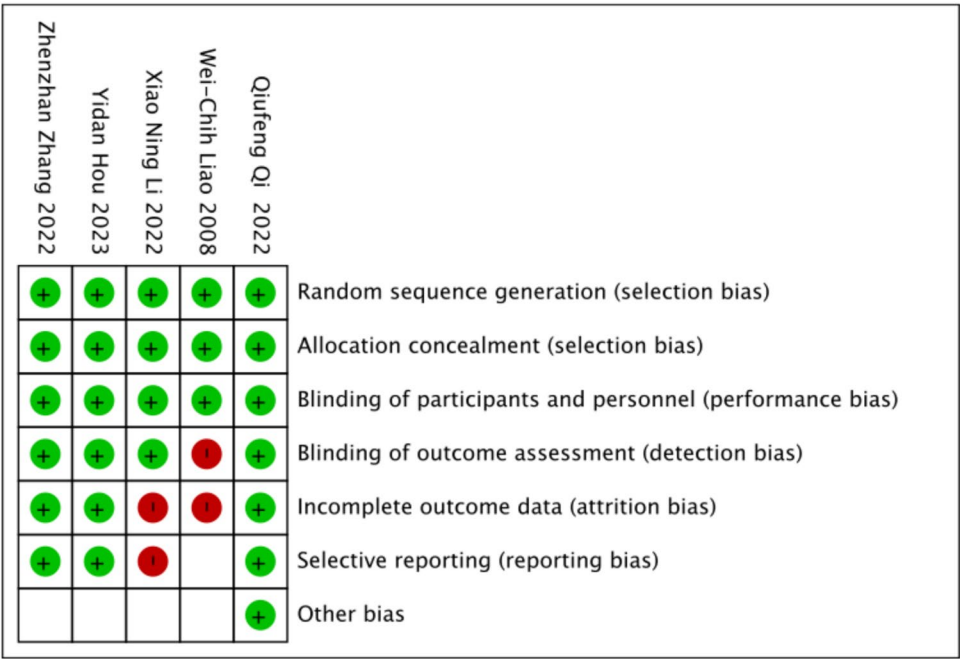 Zhenzhan Zhang 2022
Yidan Hou 2023
Xiao Ning Li 2022
Wei-Chih Liao 2008
Qiufeng Qi 2022
+ + + + + Random sequence generation (selection bias)
+ + + + + Allocation concealment (selection bias)
+ + + + + Blinding of participants and personnel (performance bias)
+ + + - + Blinding of outcome assessment (detection bias)
+ + - - + Incomplete outcome data (attrition bias)
+ + - + Selective reporting (reporting bias)
+ Other bias